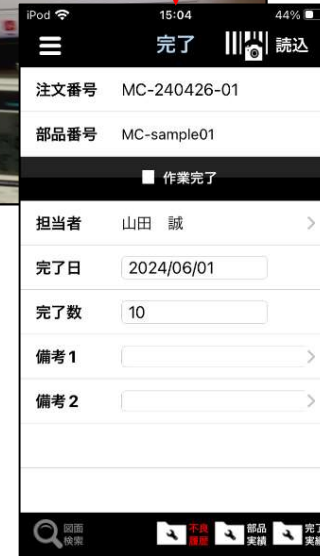 iPod 15:04 44%
完了 読込
注文番号 MC-240426-01
部品番号 MC-sample01
作業完了
担当者 山田 誠
完了日 2024/06/01
完了数 10
備考1
備考2
図面 不良 部品 完了
検索 履歴 実績 実績